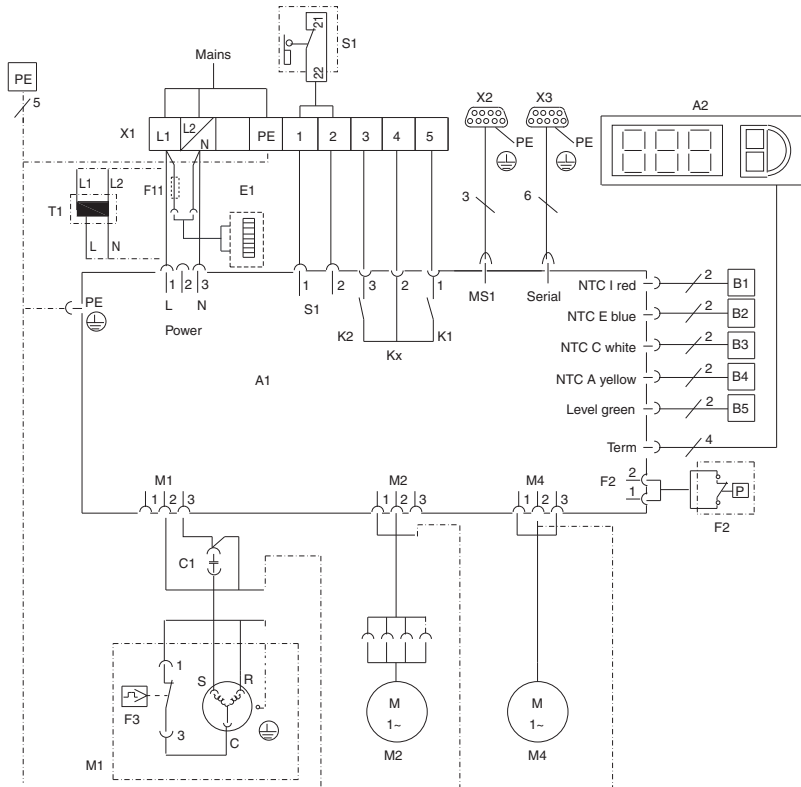 21
22
S1
PE
5
Mains
X1
L1
L2
N
PE
1
2
3
4
5
X2
X3
PE
PE
A2
L1
L2
T1
L
N
F11
E1
3
6
1 2 3
L N
Power
PE
1 2
S1
3 2 1
K2
K1
Kx
MS1
Serial
NTC I red
2
B1
NTC E blue
2
B2
NTC C white
2
B3
NTC A yellow
2
B4
Level green
2
B5
Term
4
A1
F2
2
1
P
F2
M1
1 2 3
M2
1 2 3
M4
1 2 3
C1
1
S
R
F3
3
C
M1
M
1~
M2
M
1~
M4